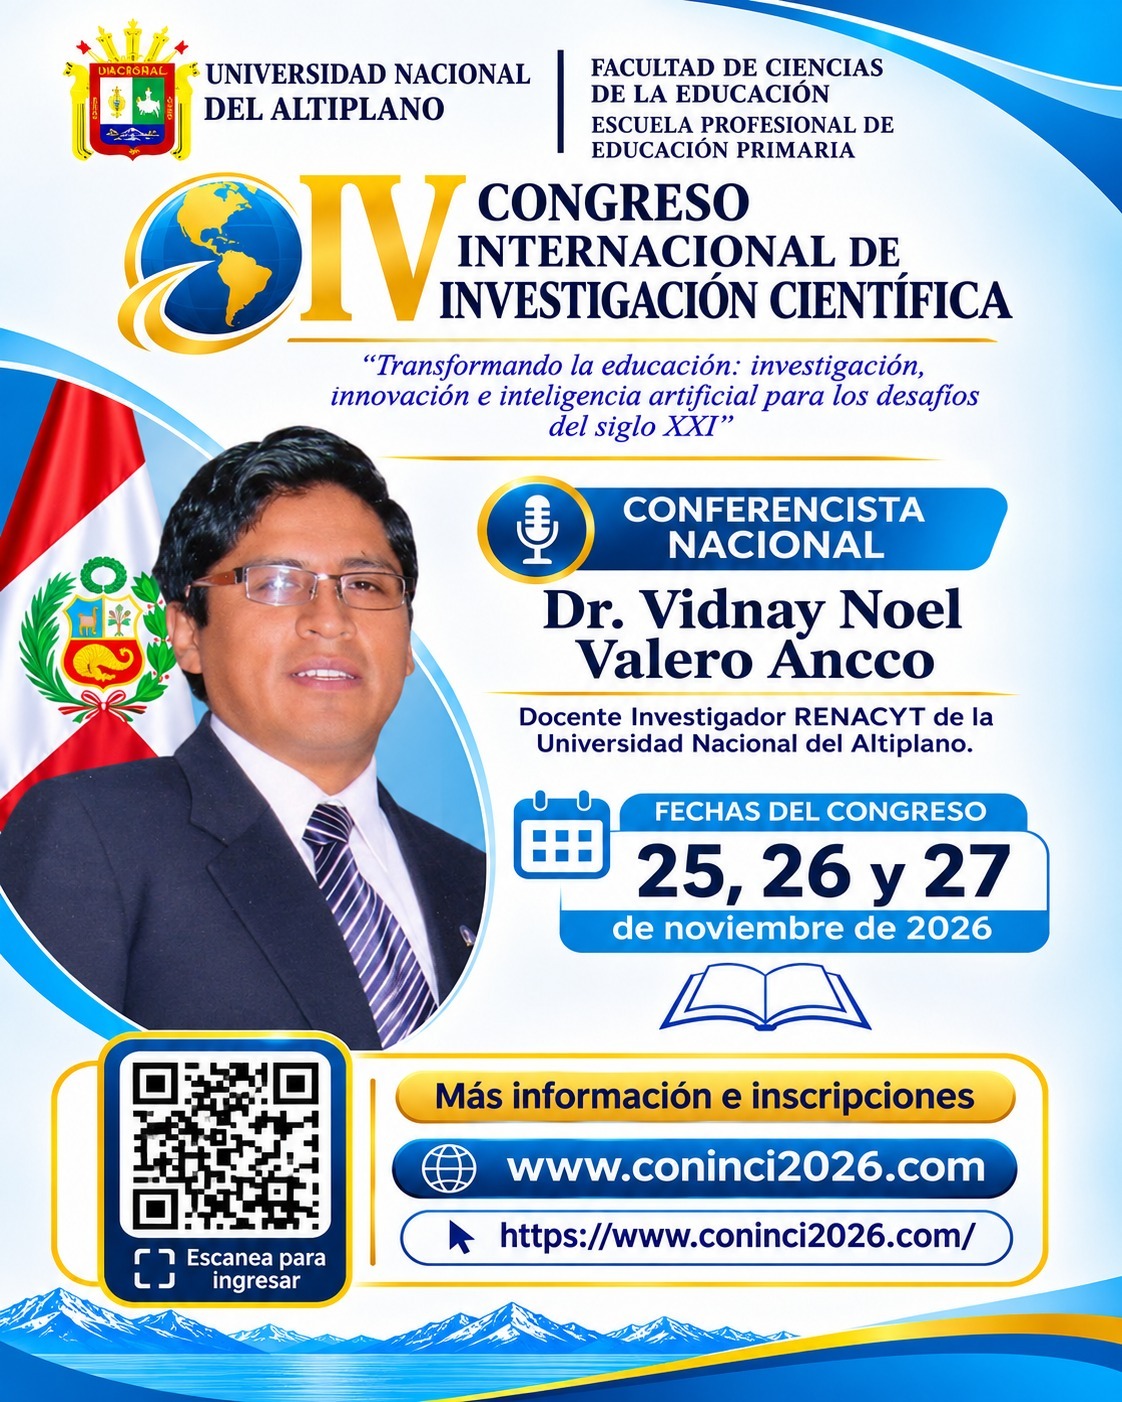 UNIVERSIDAD NACIONAL
DEL ALTIPLANO
FACULTAD DE CIENCIAS
DE LA EDUCACIÓN
ESCUELA PROFESIONAL DE
EDUCACIÓN PRIMARIA
IV CONGRESO
INTERNACIONAL DE
INVESTIGACIÓN CIENTÍFICA
“Transformando la educación: investigación,
innovación e inteligencia artificial para los desafíos
del siglo XXI”
CONFERENCISTA
NACIONAL
Dr. Vidnay Noel
Valero Ancco
Docente Investigador RENACYT de la
Universidad Nacional del Altiplano.
FECHAS DEL CONGRESO
25, 26 y 27
de noviembre de 2026
Más información e inscripciones
www.coninci2026.com
https://www.coninci2026.com/
Escanea para
ingresar